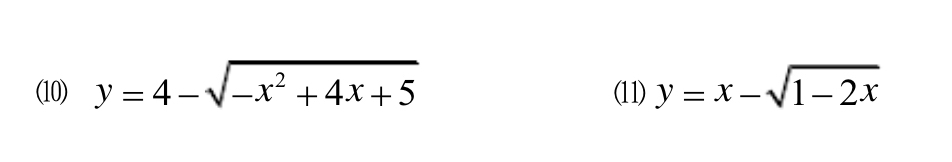 (10) y = 4 − √(−x² + 4x + 5) (11) y = x − √(1 − 2x)